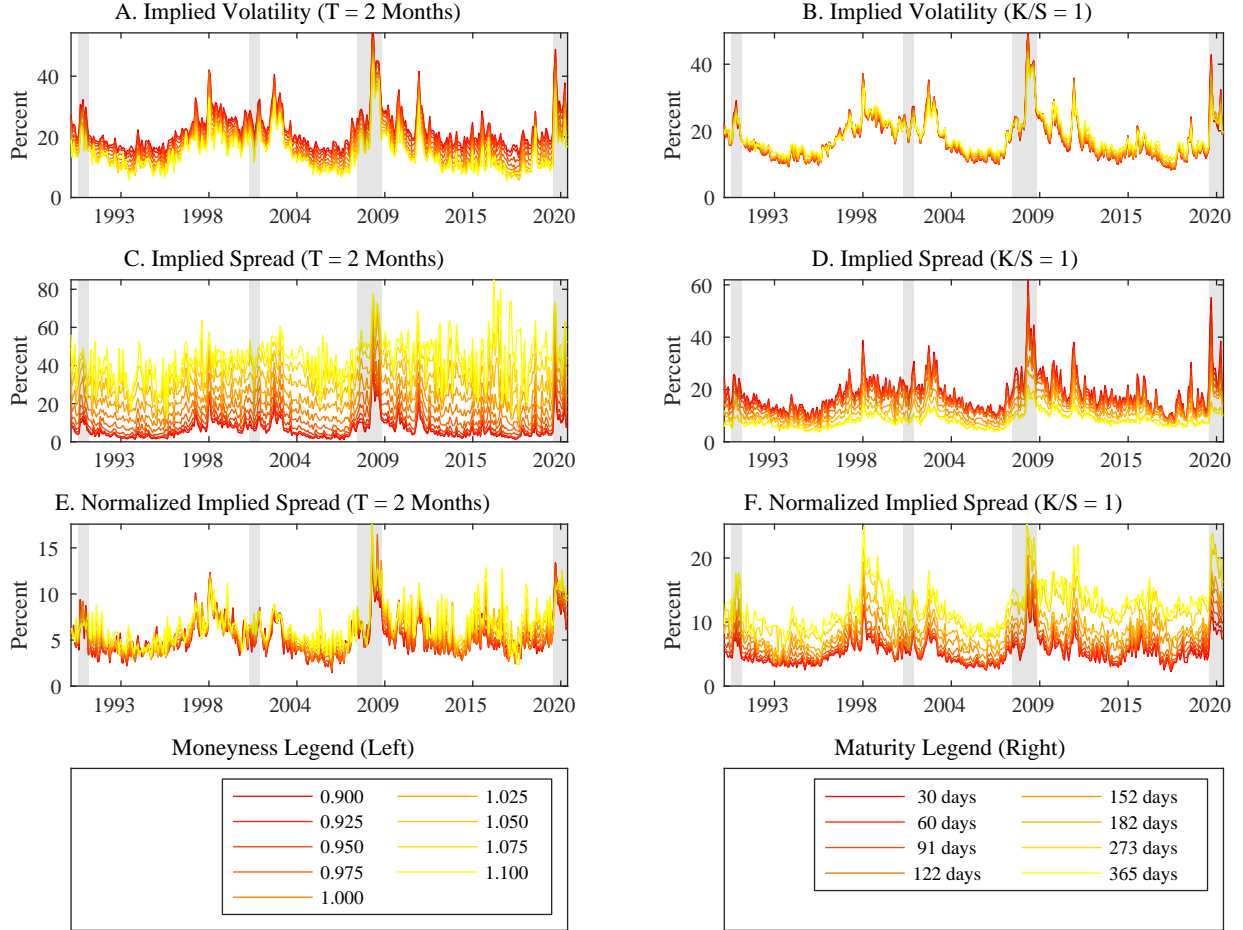 A. Implied Volatility (T = 2 Months)
Percent
40
20
0
1993 1998 2004 2009 2015 2020
B. Implied Volatility (K/S = 1)
Percent
40
20
0
1993 1998 2004 2009 2015 2020
C. Implied Spread (T = 2 Months)
Percent
80
60
40
20
0
1993 1998 2004 2009 2015 2020
D. Implied Spread (K/S = 1)
Percent
60
40
20
0
1993 1998 2004 2009 2015 2020
E. Normalized Implied Spread (T = 2 Months)
Percent
15
10
5
0
1993 1998 2004 2009 2015 2020
F. Normalized Implied Spread (K/S = 1)
Percent
20
10
0
1993 1998 2004 2009 2015 2020
Moneyness Legend (Left)
0.900 1.025
0.925 1.050
0.950 1.075
0.975 1.100
1.000
Maturity Legend (Right)
30 days 152 days
60 days 182 days
91 days 273 days
122 days 365 days